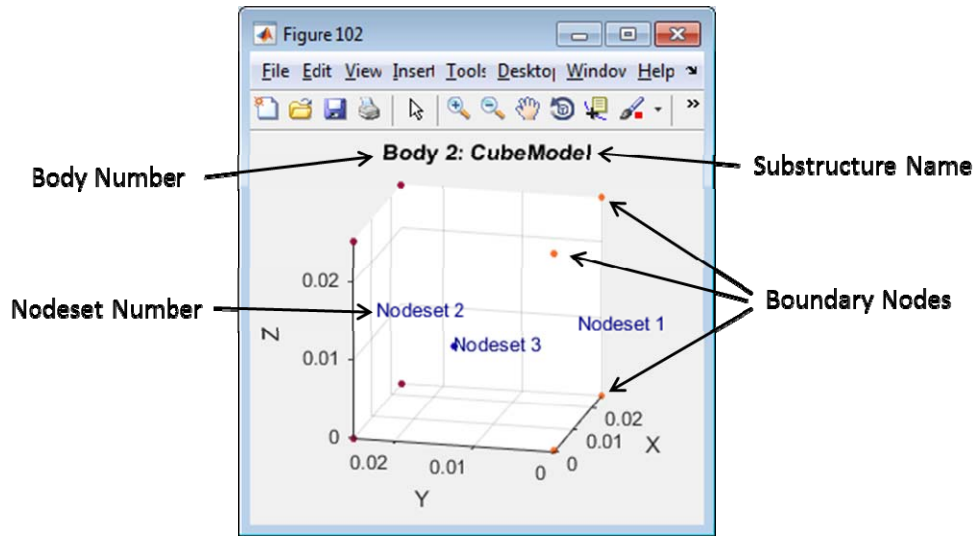 Figure 102
File Edit View Insert Tools Desktop Window Help
Body 2: CubeModel
Body Number
Substructure Name
0.02
Nodeset Number
Nodeset 2
Nodeset 1
Boundary Nodes
Z
Nodeset 3
0.01
0
0.02
0.01
X
0.02
0.01
0
0
Y